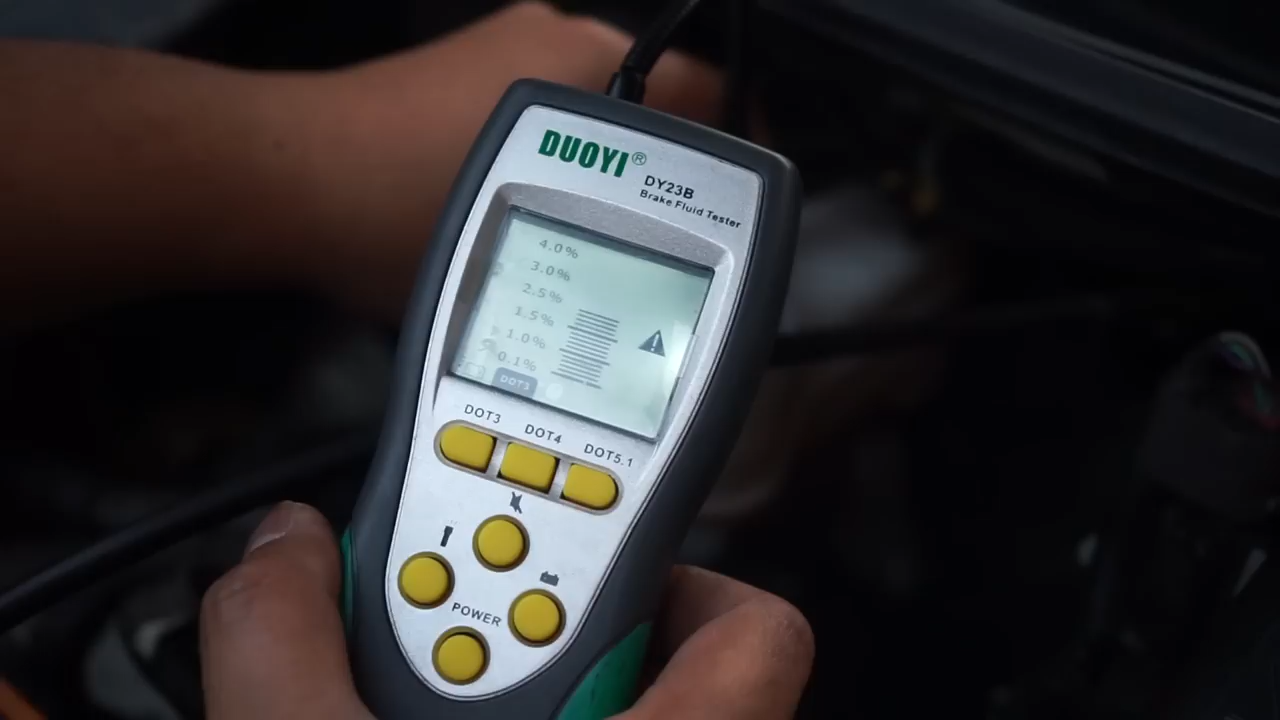 DUOYI®
DY23B
Brake Fluid Tester
4.0%
3.0%
2.5%
1.5%
1.0%
0.1%
DOT3
DOT3 DOT4 DOT5.1
POWER